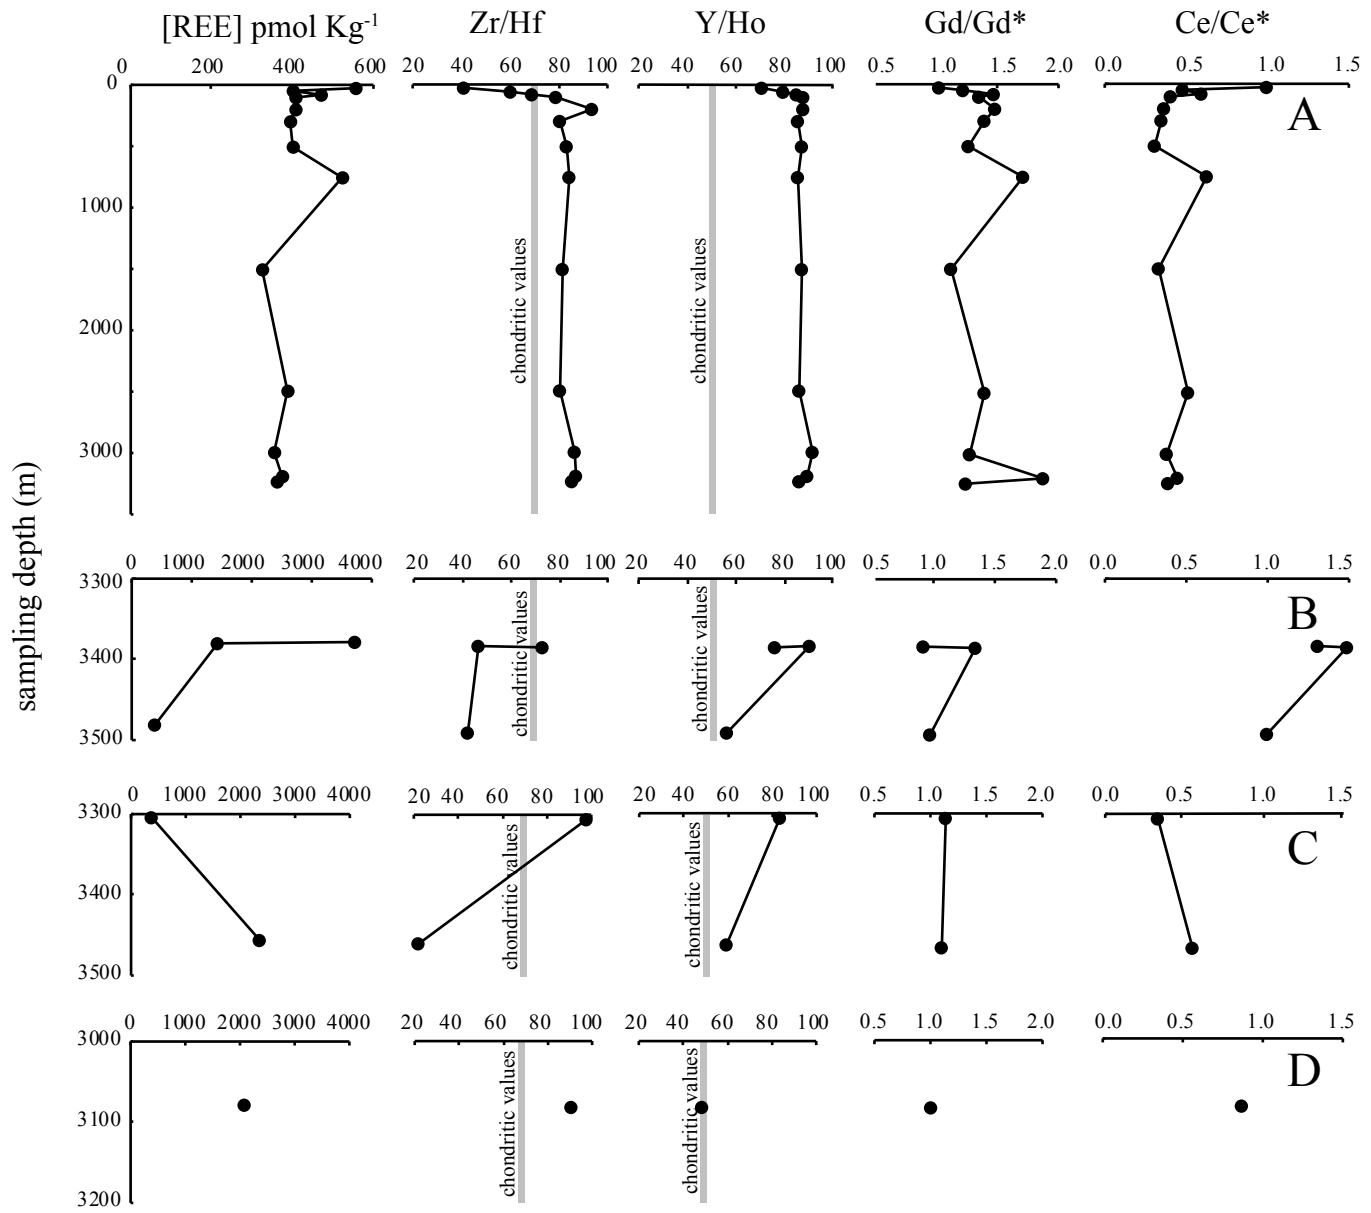 [REE] pmol Kg-1 Zr/Hf Y/Ho Gd/Gd* Ce/Ce*
0 200 400 600 20 40 60 80 100 20 40 60 80 100 0.5 1.0 1.5 2.0 0.0 0.5 1.0 1.5
0
1000
2000
3000
chondritic values
chondritic values
A
sampling depth (m)
0 1000 2000 3000 4000 20 40 60 80 100 20 40 60 80 100 0.5 1.0 1.5 2.0 0.0 0.5 1.0 1.5
3300
3400
3500
chondritic values
chondritic values
B
0 1000 2000 3000 4000 20 40 60 80 100 20 40 60 80 100 0.5 1.0 1.5 2.0 0.0 0.5 1.0 1.5
3300
3400
3500
chondritic values
chondritic values
C
0 1000 2000 3000 4000 20 40 60 80 100 20 40 60 80 100 0.5 1.0 1.5 2.0 0.0 0.5 1.0 1.5
3000
3100
3200
chondritic values
chondritic values
D